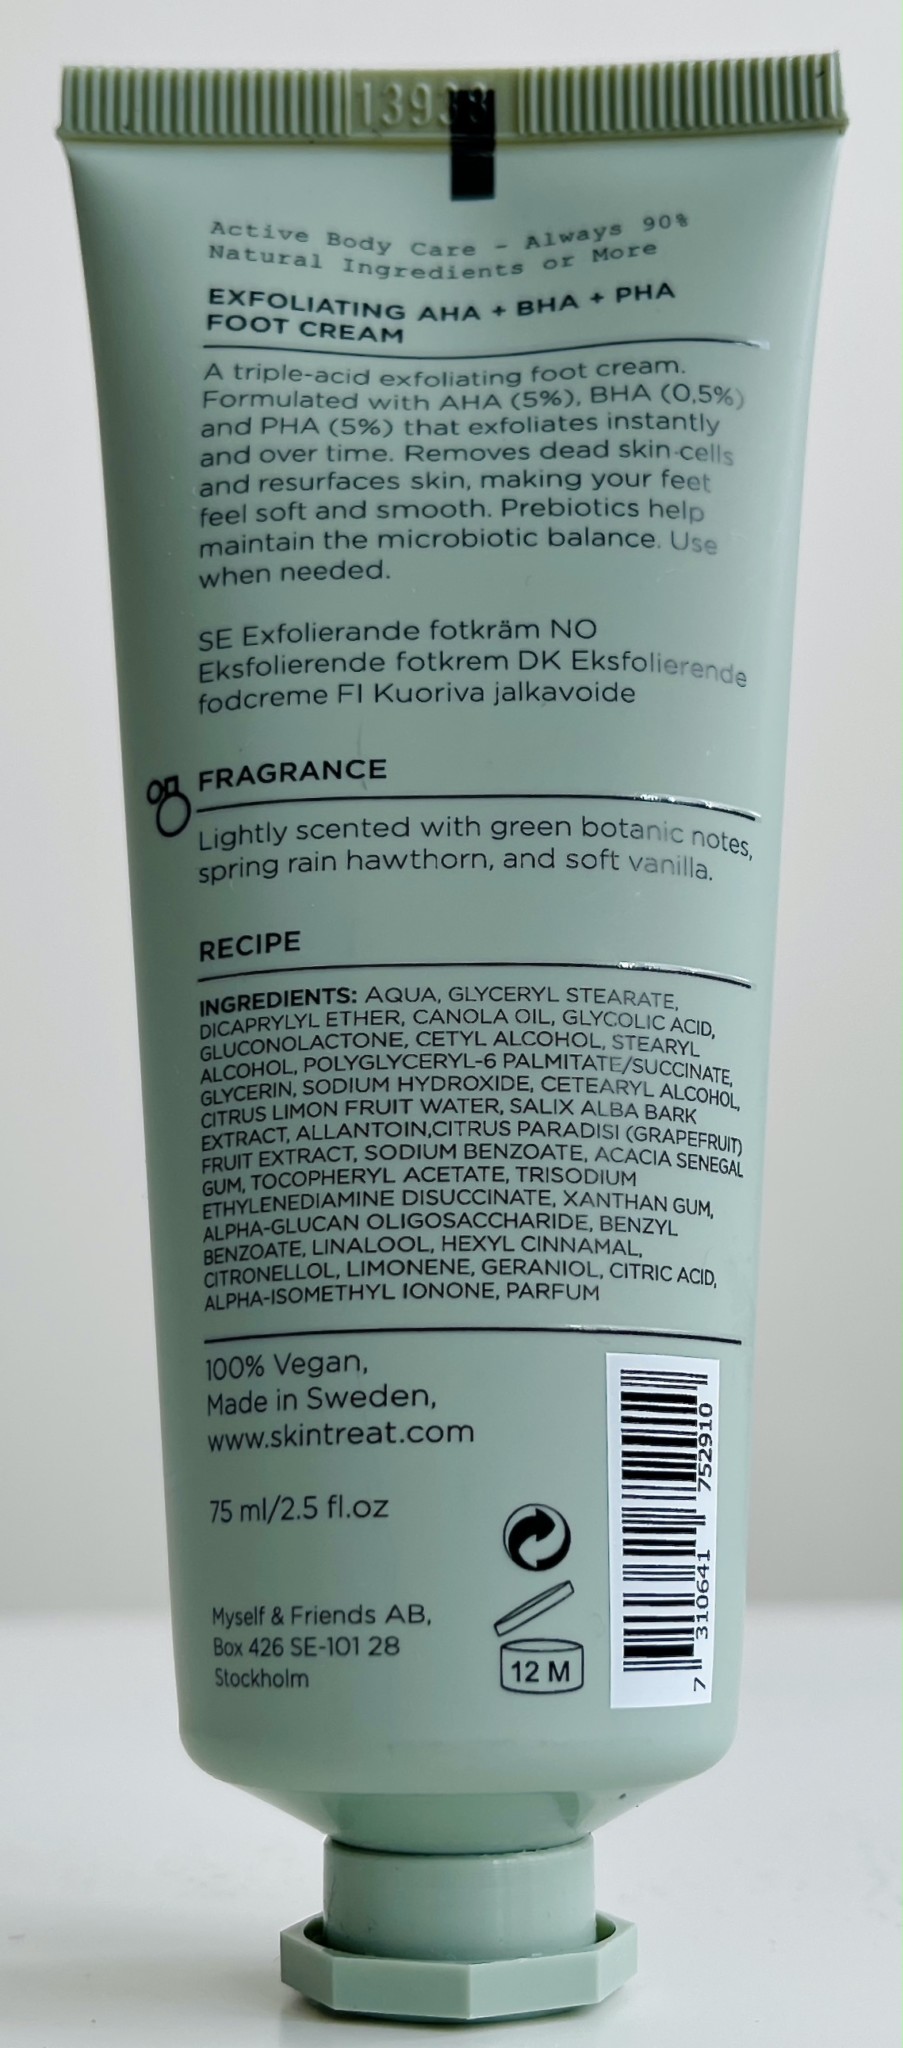 13938
Active Body Care - Always 90%
Natural Ingredients or More
EXFOLIATING AHA + BHA + PHA
FOOT CREAM
A triple-acid exfoliating foot cream.
Formulated with AHA (5%), BHA (0,5%)
and PHA (5%) that exfoliates instantly
and over time. Removes dead skin-cells
and resurfaces skin, making your feet
feel soft and smooth. Prebiotics help
maintain the microbiotic balance. Use
when needed.
SE Exfolierande fotkräm NO
Eksfolierende fotkrem DK Eksfolierende
fodcreme FI Kuoriva jalkavoide
FRAGRANCE
Lightly scented with green botanic notes,
spring rain hawthorn, and soft vanilla.
RECIPE
INGREDIENTS: AQUA, GLYCERYL STEARATE,
DICAPRYLYL ETHER, CANOLA OIL, GLYCOLIC ACID,
GLUCONOLACTONE, CETYL ALCOHOL, STEARYL
ALCOHOL, POLYGLYCERYL-6 PALMITATE/SUCCINATE,
GLYCERIN, SODIUM HYDROXIDE, CETEARYL ALCOHOL,
CITRUS LIMON FRUIT WATER, SALIX ALBA BARK
EXTRACT, ALLANTOIN,CITRUS PARADISI (GRAPEFRUIT)
FRUIT EXTRACT, SODIUM BENZOATE, ACACIA SENEGAL
GUM, TOCOPHERYL ACETATE, TRISODIUM
ETHYLENEDIAMINE DISUCCINATE, XANTHAN GUM,
ALPHA-GLUCAN OLIGOSACCHARIDE, BENZYL
BENZOATE, LINALOOL, HEXYL CINNAMAL,
CITRONELLOL, LIMONENE, GERANIOL, CITRIC ACID,
ALPHA-ISOMETHYL IONONE, PARFUM
100% Vegan,
Made in Sweden,
www.skintreat.com
75 ml/2.5 fl.oz
Myself & Friends AB,
Box 426 SE-101 28
Stockholm
12 M
7 310641 752910